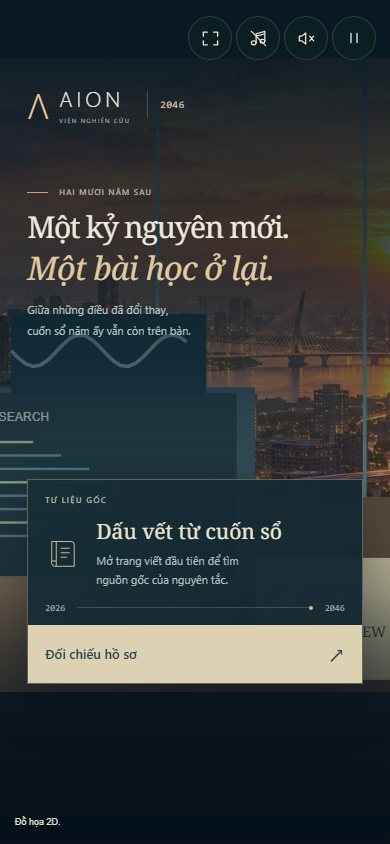 AION
VIỆN NGHIÊN CỨU
2046
HAI MƯƠI NĂM SAU
Một kỷ nguyên mới.
Một bài học ở lại.
Giữa những điều đã đổi thay,
cuốn sổ năm ấy vẫn còn trên bàn.
SEARCH
TƯ LIỆU GỐC
Dấu vết từ cuốn sổ
Mở trang viết đầu tiên để tìm
nguồn gốc của nguyên tắc.
2026
2046
EW
Đối chiếu hồ sơ
Đồ họa 2D.